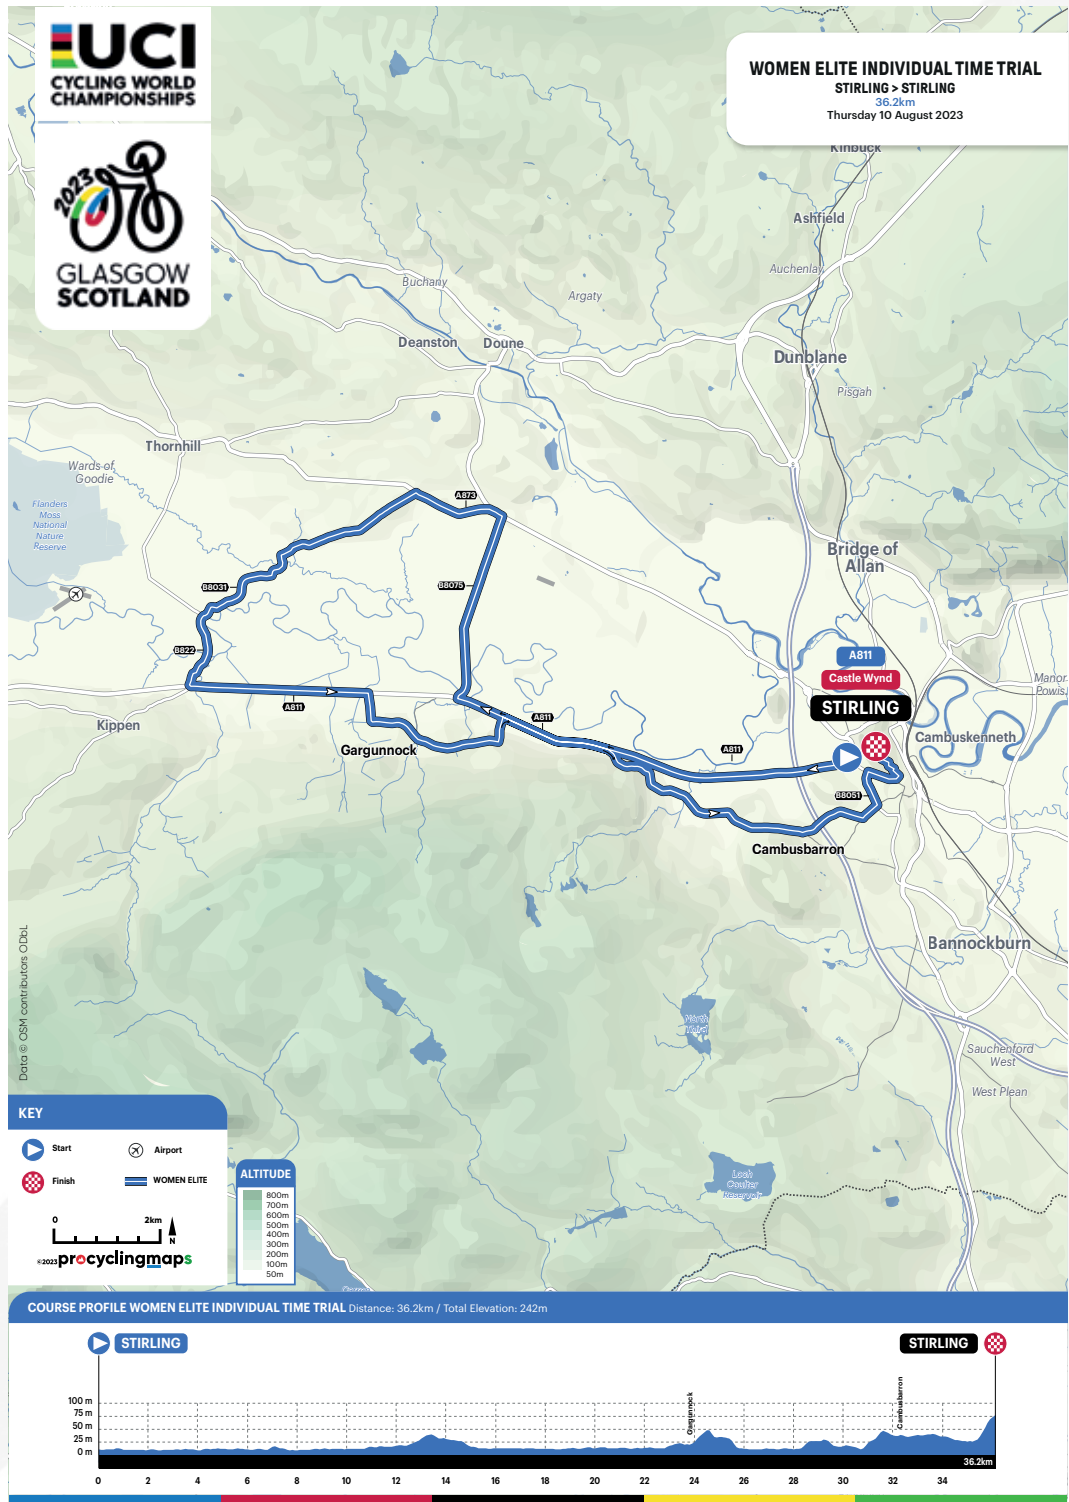 UCI
CYCLING WORLD
CHAMPIONSHIPS
2023
GLASGOW
SCOTLAND
WOMEN ELITE INDIVIDUAL TIME TRIAL
STIRLING > STIRLING
36.2km
Thursday 10 August 2023
Kinbuck
Ashfield
Auchenlay
Buchany
Argaty
Deanston
Doune
Dunblane
Pisgah
Thornhill
Wards of
Goodie
Flanders
Moss
National
Nature
Reserve
A873
Bridge of
Allan
B8031
B8075
B822
A811
Castle Wynd
STIRLING
Manor
Powis
A811
A811
A811
Kippen
Gargunnock
Cambuskenneth
B8051
Cambusbarron
Bannockburn
North
Third
Sauchenford
West
West Plean
Loch
Coulter
Reservoir
Data © OSM contributors ODbL
KEY
Start
Airport
Finish
WOMEN ELITE
0
2km
N
©2023 procyclingmaps
ALTITUDE
800m
700m
600m
500m
400m
300m
200m
100m
50m
COURSE PROFILE WOMEN ELITE INDIVIDUAL TIME TRIAL Distance: 36.2km / Total Elevation: 242m
STIRLING
STIRLING
Gargunnock
Cambusbarron
100 m
75 m
50 m
25 m
0 m
36.2km
0 2 4 6 8 10 12 14 16 18 20 22 24 26 28 30 32 34